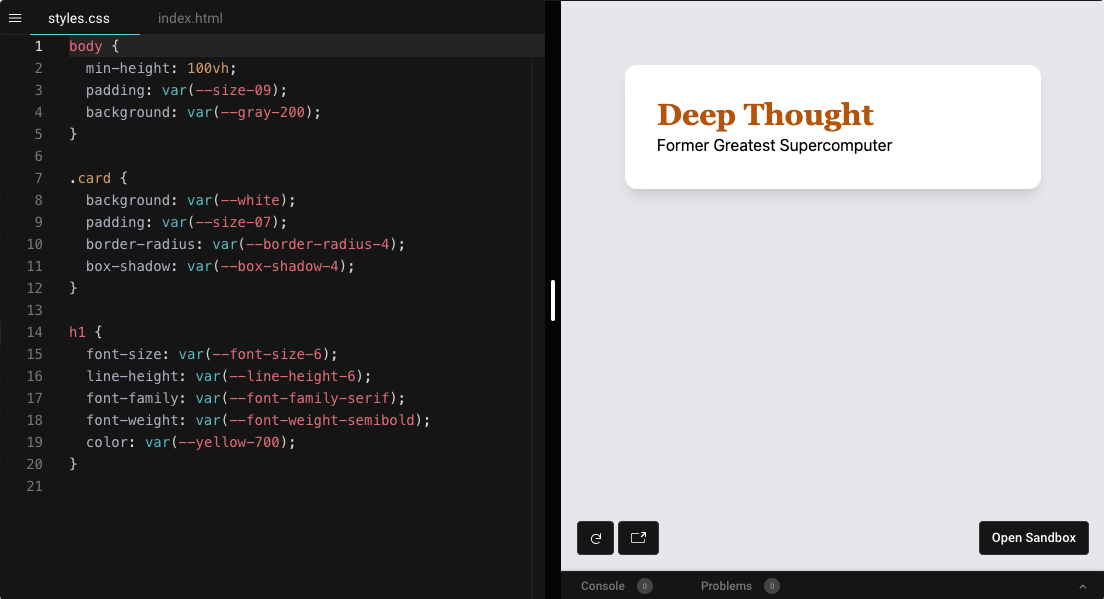 styles.css index.html
1 body {
2   min-height: 100vh;
3   padding: var(--size-09);
4   background: var(--gray-200);
5 }
6
7 .card {
8   background: var(--white);
9   padding: var(--size-07);
10   border-radius: var(--border-radius-4);
11   box-shadow: var(--box-shadow-4);
12 }
13
14 h1 {
15   font-size: var(--font-size-6);
16   line-height: var(--line-height-6);
17   font-family: var(--font-family-serif);
18   font-weight: var(--font-weight-semibold);
19   color: var(--yellow-700);
20 }
21
Deep Thought
Former Greatest Supercomputer
Open Sandbox
Console 0 Problems 0